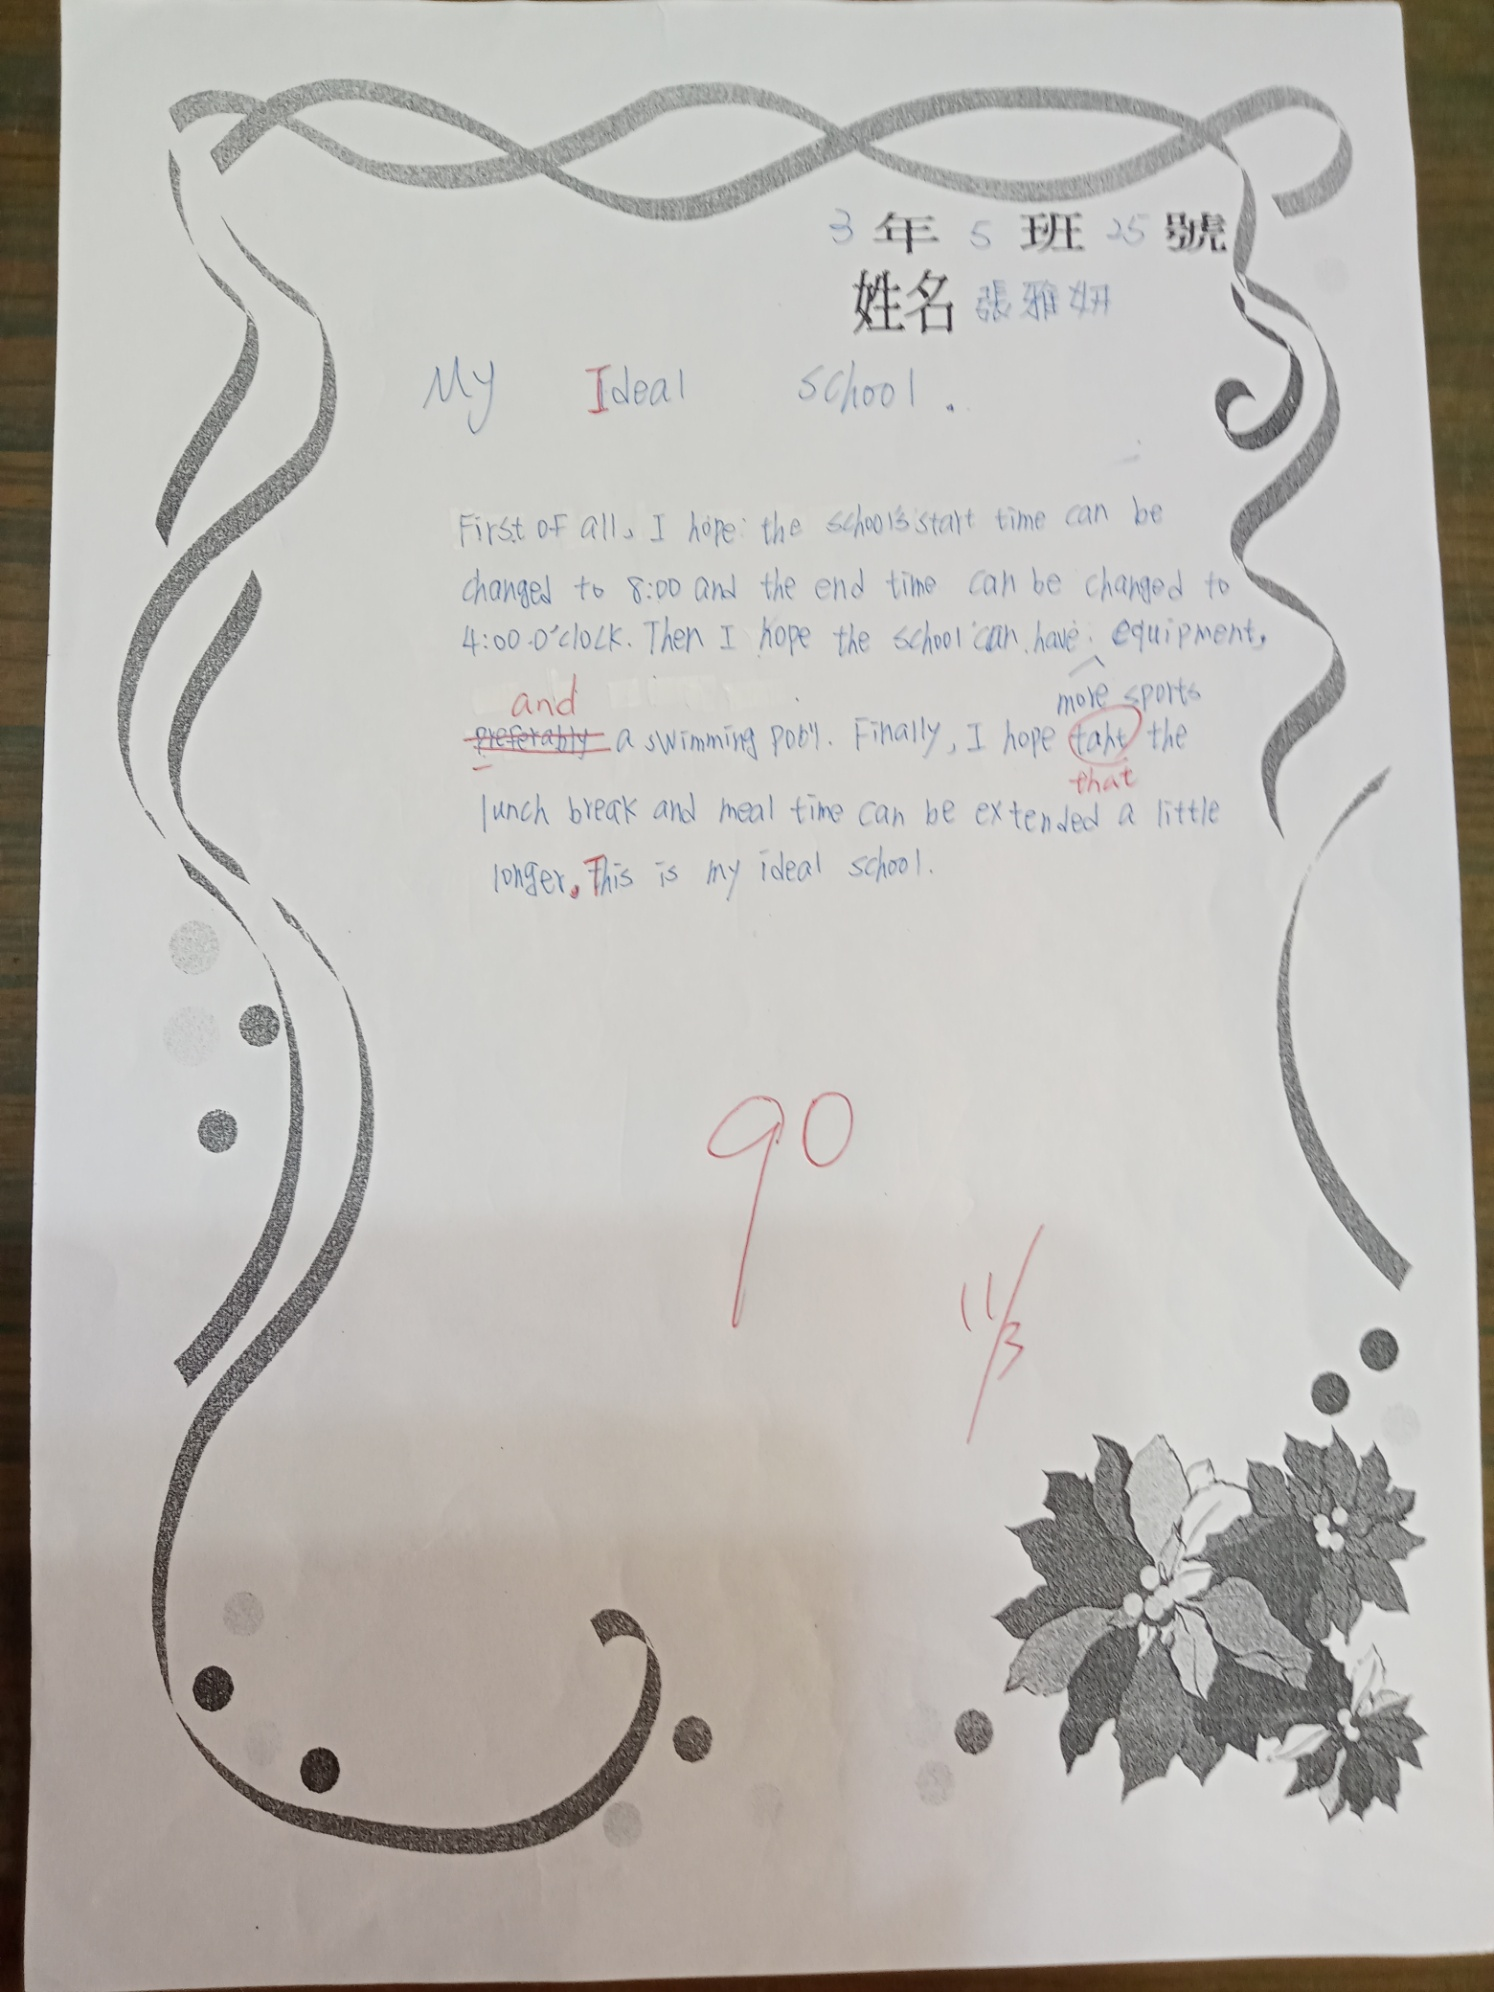 3 年 5 班 25 號
姓名 張雅妍
My Ideal school.
First of all, I hope the school's start time can be
changed to 8:00 and the end time can be changed to
4:00 o'clock. Then I hope the school can have equipment,
more sports
and
preferably a swimming pool. Finally, I hope taht the
that
lunch break and meal time can be extended a little
longer. This is my ideal school.
90
11/3